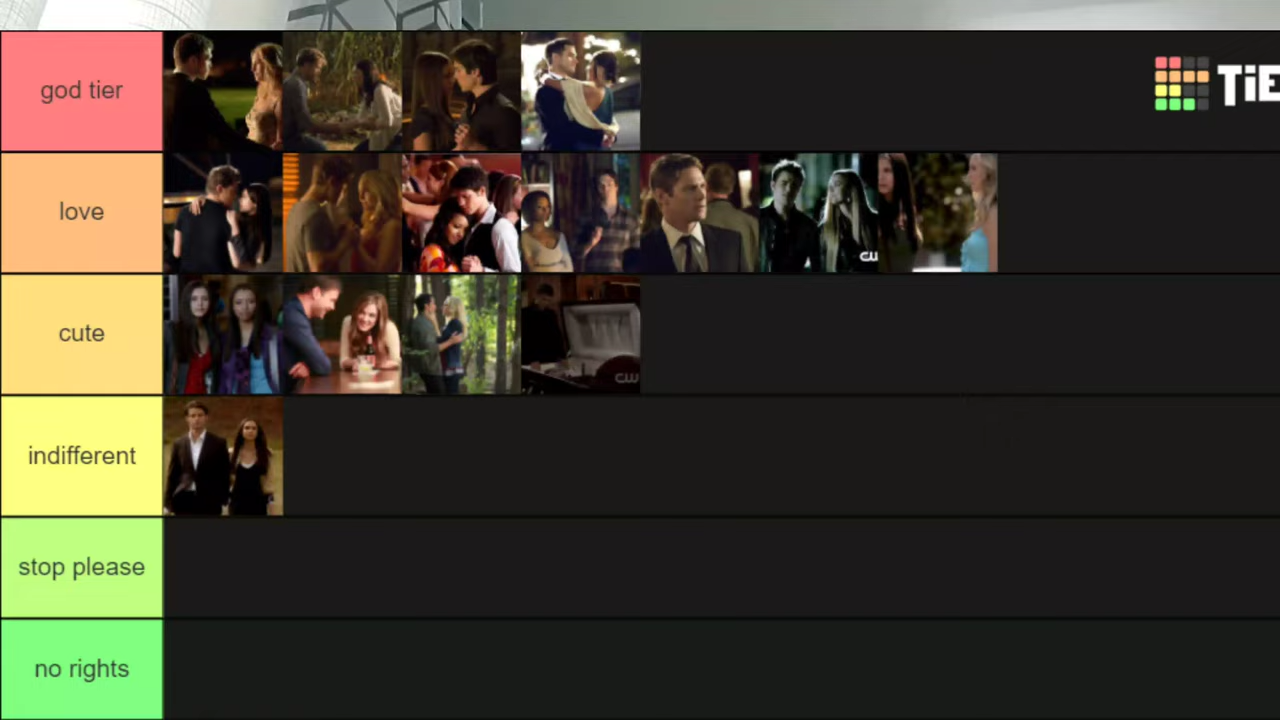 god tier
TiE
love
CW
cute
CW
indifferent
stop please
no rights